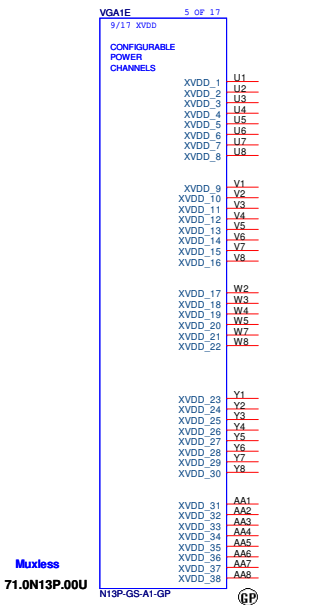 VGA1E 5 OF 17
9/17 XVDD
CONFIGURABLE
POWER
CHANNELS
XVDD_1 U1
XVDD_2 U2
XVDD_3 U3
XVDD_4 U4
XVDD_5 U5
XVDD_6 U6
XVDD_7 U7
XVDD_8 U8
XVDD_9 V1
XVDD_10 V2
XVDD_11 V3
XVDD_12 V4
XVDD_13 V5
XVDD_14 V6
XVDD_15 V7
XVDD_16 V8
XVDD_17 W2
XVDD_18 W3
XVDD_19 W4
XVDD_20 W5
XVDD_21 W7
XVDD_22 W8
XVDD_23 Y1
XVDD_24 Y2
XVDD_25 Y3
XVDD_26 Y4
XVDD_27 Y5
XVDD_28 Y6
XVDD_29 Y7
XVDD_30 Y8
XVDD_31 AA1
XVDD_32 AA2
XVDD_33 AA3
XVDD_34 AA4
XVDD_35 AA5
XVDD_36 AA6
XVDD_37 AA7
XVDD_38 AA8
Muxless
71.0N13P.00U
N13P-GS-A1-GP
GP